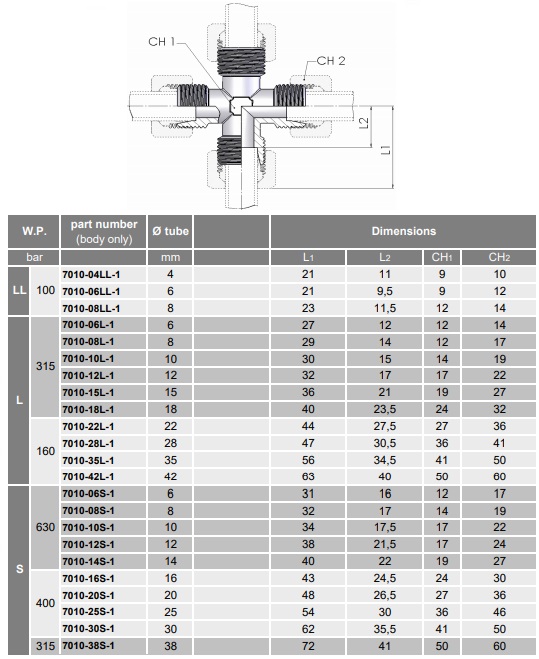 CH 1
CH 2
L2
L1
W.P. part number (body only) Ø tube Dimensions
bar mm L1 L2 CH1 CH2
LL 100 7010-04LL-1 4 21 11 9 10
7010-06LL-1 6 21 9,5 9 12
7010-08LL-1 8 23 11,5 12 14
L 315 7010-06L-1 6 27 12 12 14
7010-08L-1 8 29 14 12 17
7010-10L-1 10 30 15 14 19
7010-12L-1 12 32 17 17 22
7010-15L-1 15 36 21 19 27
7010-18L-1 18 40 23,5 24 32
160 7010-22L-1 22 44 27,5 27 36
7010-28L-1 28 47 30,5 36 41
7010-35L-1 35 56 34,5 41 50
7010-42L-1 42 63 40 50 60
S 630 7010-06S-1 6 31 16 12 17
7010-08S-1 8 32 17 14 19
7010-10S-1 10 34 17,5 17 22
7010-12S-1 12 38 21,5 17 24
7010-14S-1 14 40 22 19 27
400 7010-16S-1 16 43 24,5 24 30
7010-20S-1 20 48 26,5 27 36
7010-25S-1 25 54 30 36 46
7010-30S-1 30 62 35,5 41 50
315 7010-38S-1 38 72 41 50 60